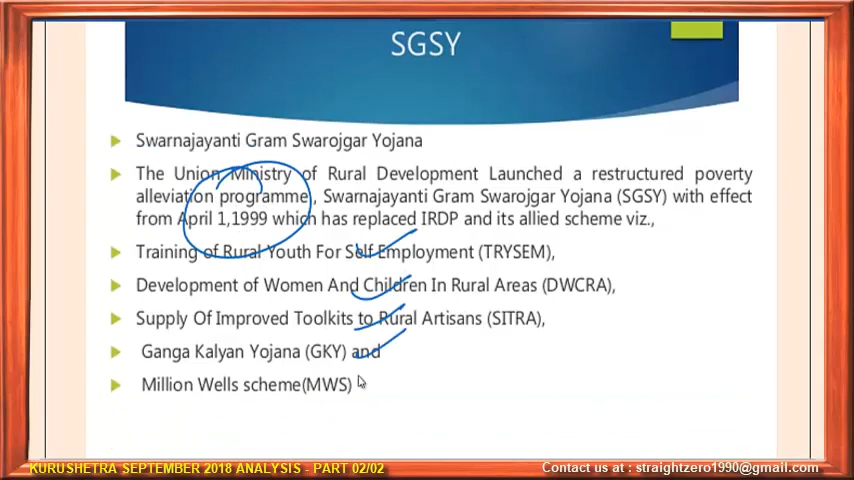 SGSY
Swarnajayanti Gram Swarojgar Yojana
The Union Ministry of Rural Development Launched a restructured poverty
alleviation programme, Swarnajayanti Gram Swarojgar Yojana (SGSY) with effect
from April 1,1999 which has replaced IRDP and its allied scheme viz.,
Training of Rural Youth For Self Employment (TRYSEM),
Development of Women And Children In Rural Areas (DWCRA),
Supply Of Improved Toolkits to Rural Artisans (SITRA),
Ganga Kalyan Yojana (GKY) and
Million Wells scheme(MWS)
KURUSHETRA SEPTEMBER 2018 ANALYSIS - PART 02/02
Contact us at : straightzero1990@gmail.com